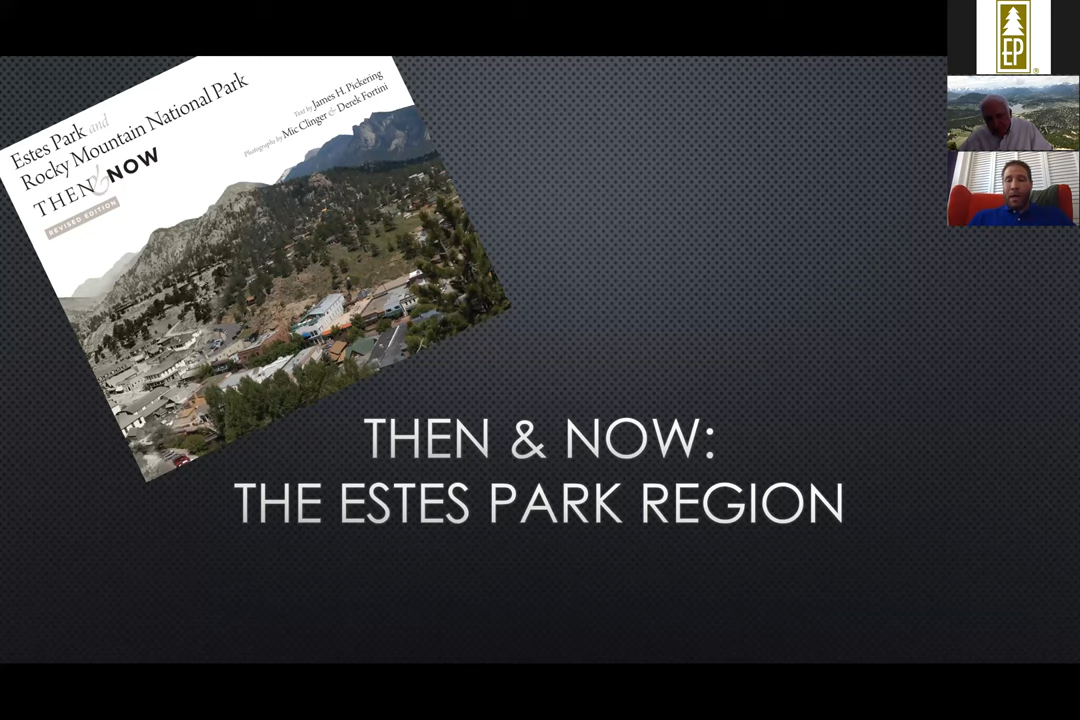 Estes Park and
Rocky Mountain National Park
THEN & NOW
REVISED EDITION
Text by James H. Pickering
Photographs by Mic Clinger & Derek Fortini
THEN & NOW:
THE ESTES PARK REGION
EP
®